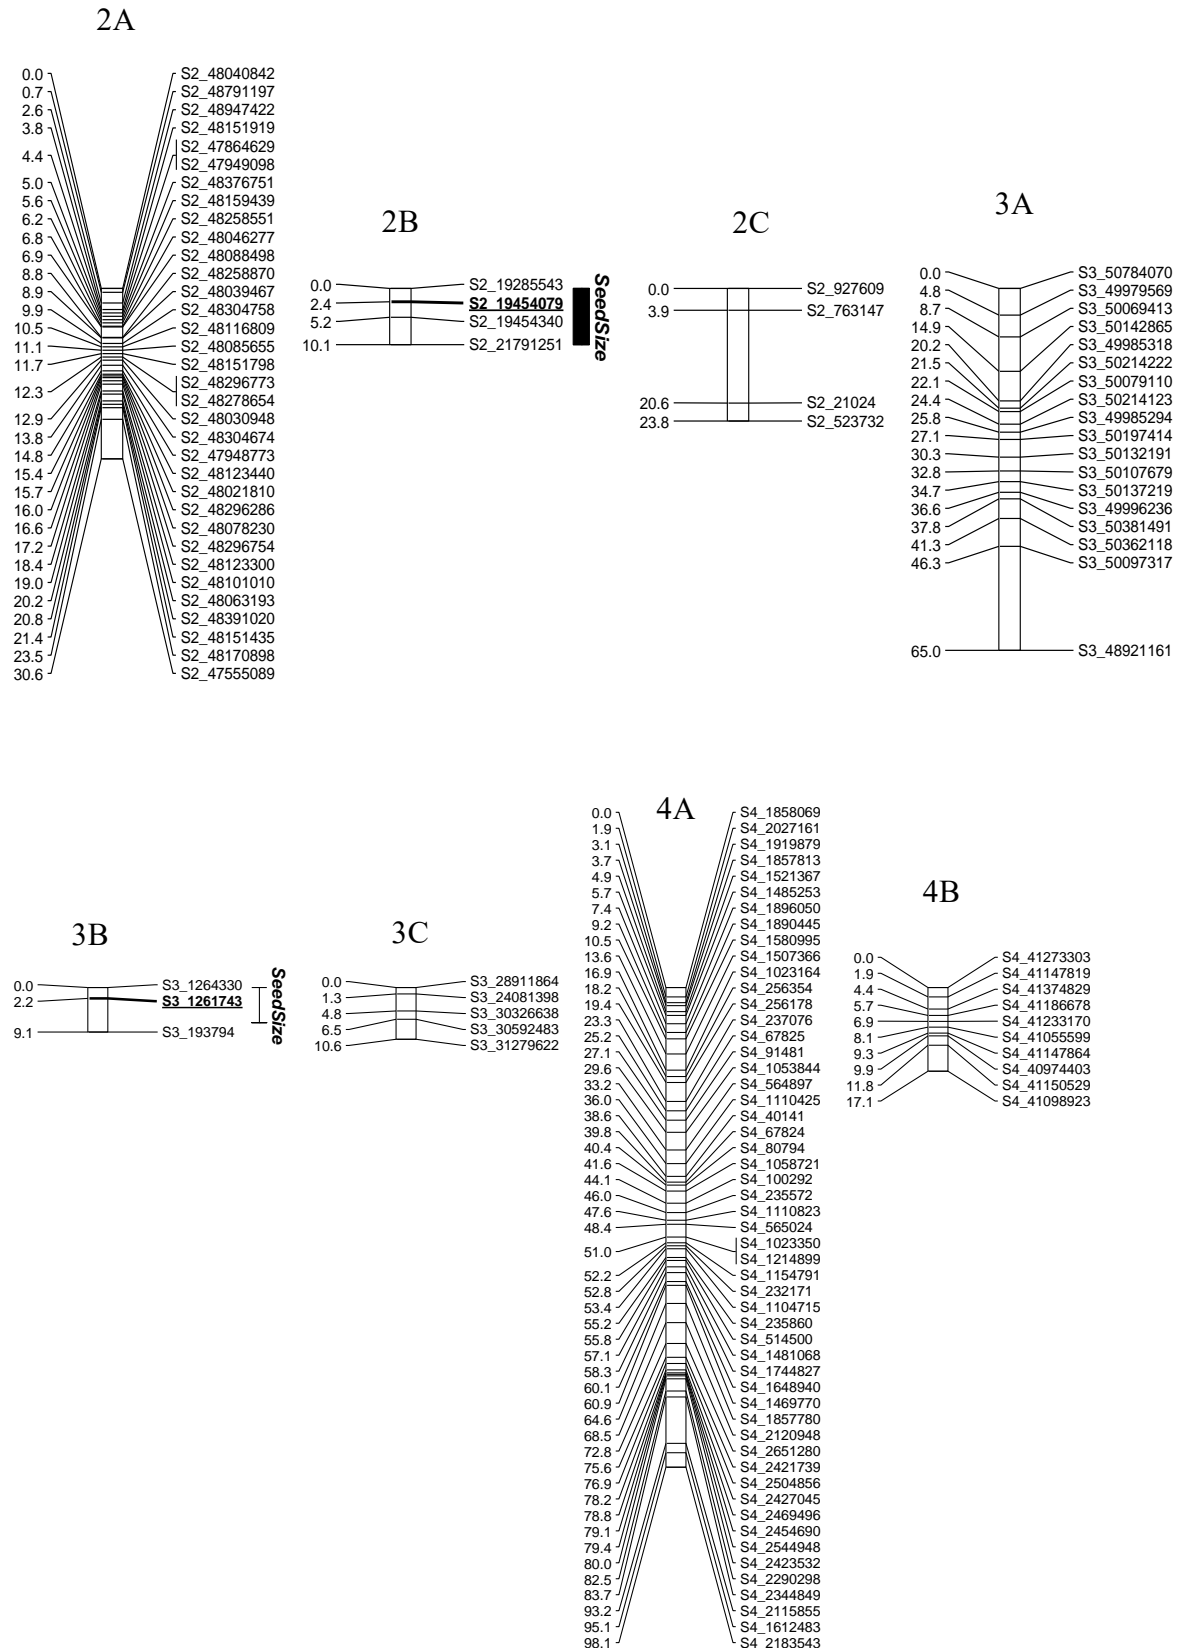 2A
0.0 S2_48040842
0.7 S2_48791197
2.6 S2_48947422
3.8 S2_48151919
4.4 S2_47864629
S2_47949098
5.0 S2_48376751
5.6 S2_48159439
6.2 S2_48258551
6.8 S2_48046277
6.9 S2_48088498
8.8 S2_48258870
8.9 S2_48039467
9.9 S2_48304758
10.5 S2_48116809
11.1 S2_48085655
11.7 S2_48151798
12.3 S2_48296773
S2_48278654
12.9 S2_48030948
13.8 S2_48304674
14.8 S2_47948773
15.4 S2_48123440
15.7 S2_48021810
16.0 S2_48296286
16.6 S2_48078230
17.2 S2_48296754
18.4 S2_48123300
19.0 S2_48101010
20.2 S2_48063193
20.8 S2_48391020
21.4 S2_48151435
23.5 S2_48170898
30.6 S2_47555089
2B
0.0 S2_19285543
2.4 S2_19454079
5.2 S2_19454340
10.1 S2_21791251
SeedSize
2C
0.0 S2_927609
3.9 S2_763147
20.6 S2_21024
23.8 S2_523732
3A
0.0 S3_50784070
4.8 S3_49979569
8.7 S3_50069413
14.9 S3_50142865
20.2 S3_49985318
21.5 S3_50214222
22.1 S3_50079110
24.4 S3_50214123
25.8 S3_49985294
27.1 S3_50197414
30.3 S3_50132191
32.8 S3_50107679
34.7 S3_50137219
36.6 S3_49996236
37.8 S3_50381491
41.3 S3_50362118
46.3 S3_50097317
65.0 S3_48921161
3B
0.0 S3_1264330
2.2 S3_1261743
9.1 S3_193794
SeedSize
3C
0.0 S3_28911864
1.3 S3_24081398
4.8 S3_30326638
6.5 S3_30592483
10.6 S3_31279622
4A
0.0 S4_1858069
1.9 S4_2027161
3.1 S4_1919879
3.7 S4_1857813
4.9 S4_1521367
5.7 S4_1485253
7.4 S4_1896050
9.2 S4_1890445
10.5 S4_1580995
13.6 S4_1507366
16.9 S4_1023164
18.2 S4_256354
19.4 S4_256178
23.3 S4_237076
25.2 S4_67825
27.1 S4_91481
29.6 S4_1053844
33.2 S4_564897
36.0 S4_1110425
38.6 S4_40141
39.8 S4_67824
40.4 S4_80794
41.6 S4_1058721
44.1 S4_100292
46.0 S4_235572
47.6 S4_1110823
48.4 S4_565024
51.0 S4_1023350
S4_1214899
52.2 S4_1154791
52.8 S4_232171
53.4 S4_1104715
55.2 S4_235860
55.8 S4_514500
57.1 S4_1481068
58.3 S4_1744827
60.1 S4_1648940
60.9 S4_1469770
64.6 S4_1857780
68.5 S4_2120948
72.8 S4_2651280
75.6 S4_2421739
76.9 S4_2504856
78.2 S4_2427045
78.8 S4_2469496
79.1 S4_2454690
79.4 S4_2544948
80.0 S4_2423532
82.5 S4_2290298
83.7 S4_2344849
93.2 S4_2115855
95.1 S4_1612483
98.1 S4_2183543
4B
0.0 S4_41273303
1.9 S4_41147819
4.4 S4_41374829
5.7 S4_41186678
6.9 S4_41233170
8.1 S4_41055599
9.3 S4_41147864
9.9 S4_40974403
11.8 S4_41150529
17.1 S4_41098923